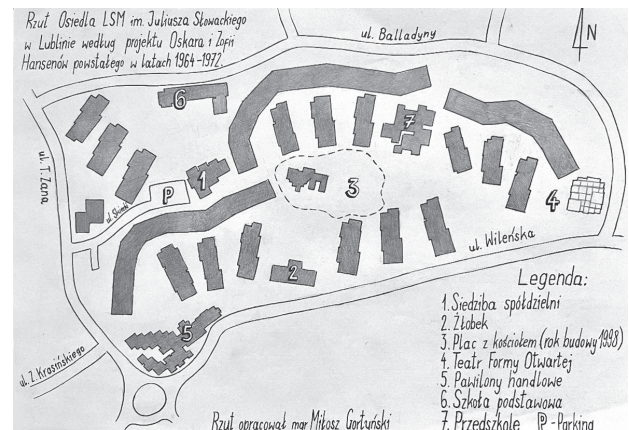 Rzut Osiedla LSM im. Juliusza Słowackiego
w Lublinie według projektu Oskara i Zofii
Hansenów powstałego w latach 1964-1972.
ul. Balladyny
N
6
7
ul. T. Zana
P
1
3
4
ul. Wileńska
2
5
ul. Z. Krasińskiego
Legenda:
1. Siedziba spółdzielni
2. Żłobek
3. Plac z kościołem (rok budowy 1998)
4. Teatr Formy Otwartej
5. Pawilony handlowe
6. Szkoła podstawowa
7. Przedszkole P - Parking
Rzut opracował mgr Miłosz Gortyński